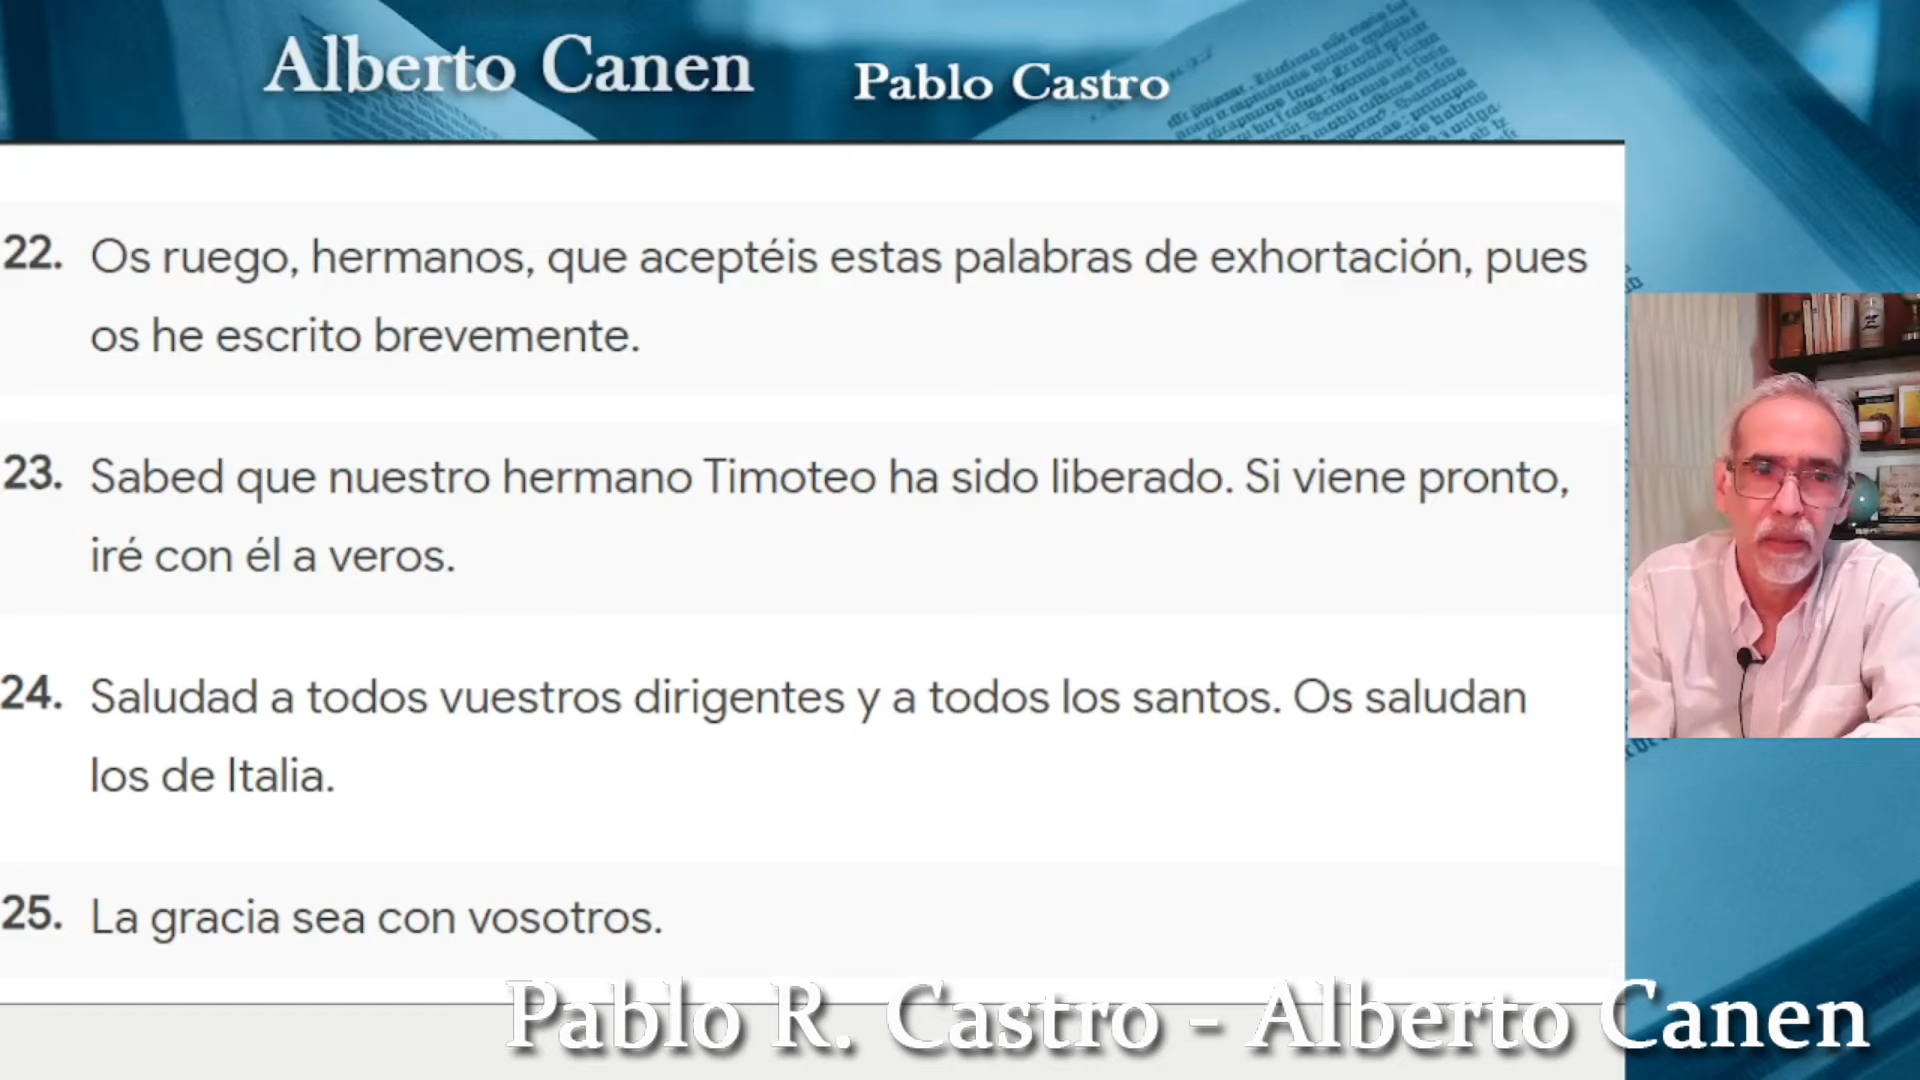 Alberto Canen
Pablo Castro
22. Os ruego, hermanos, que aceptéis estas palabras de exhortación, pues
os he escrito brevemente.
23. Sabed que nuestro hermano Timoteo ha sido liberado. Si viene pronto,
iré con él a veros.
24. Saludad a todos vuestros dirigentes y a todos los santos. Os saludan
los de Italia.
25. La gracia sea con vosotros.
Pablo R. Castro - Alberto Canen